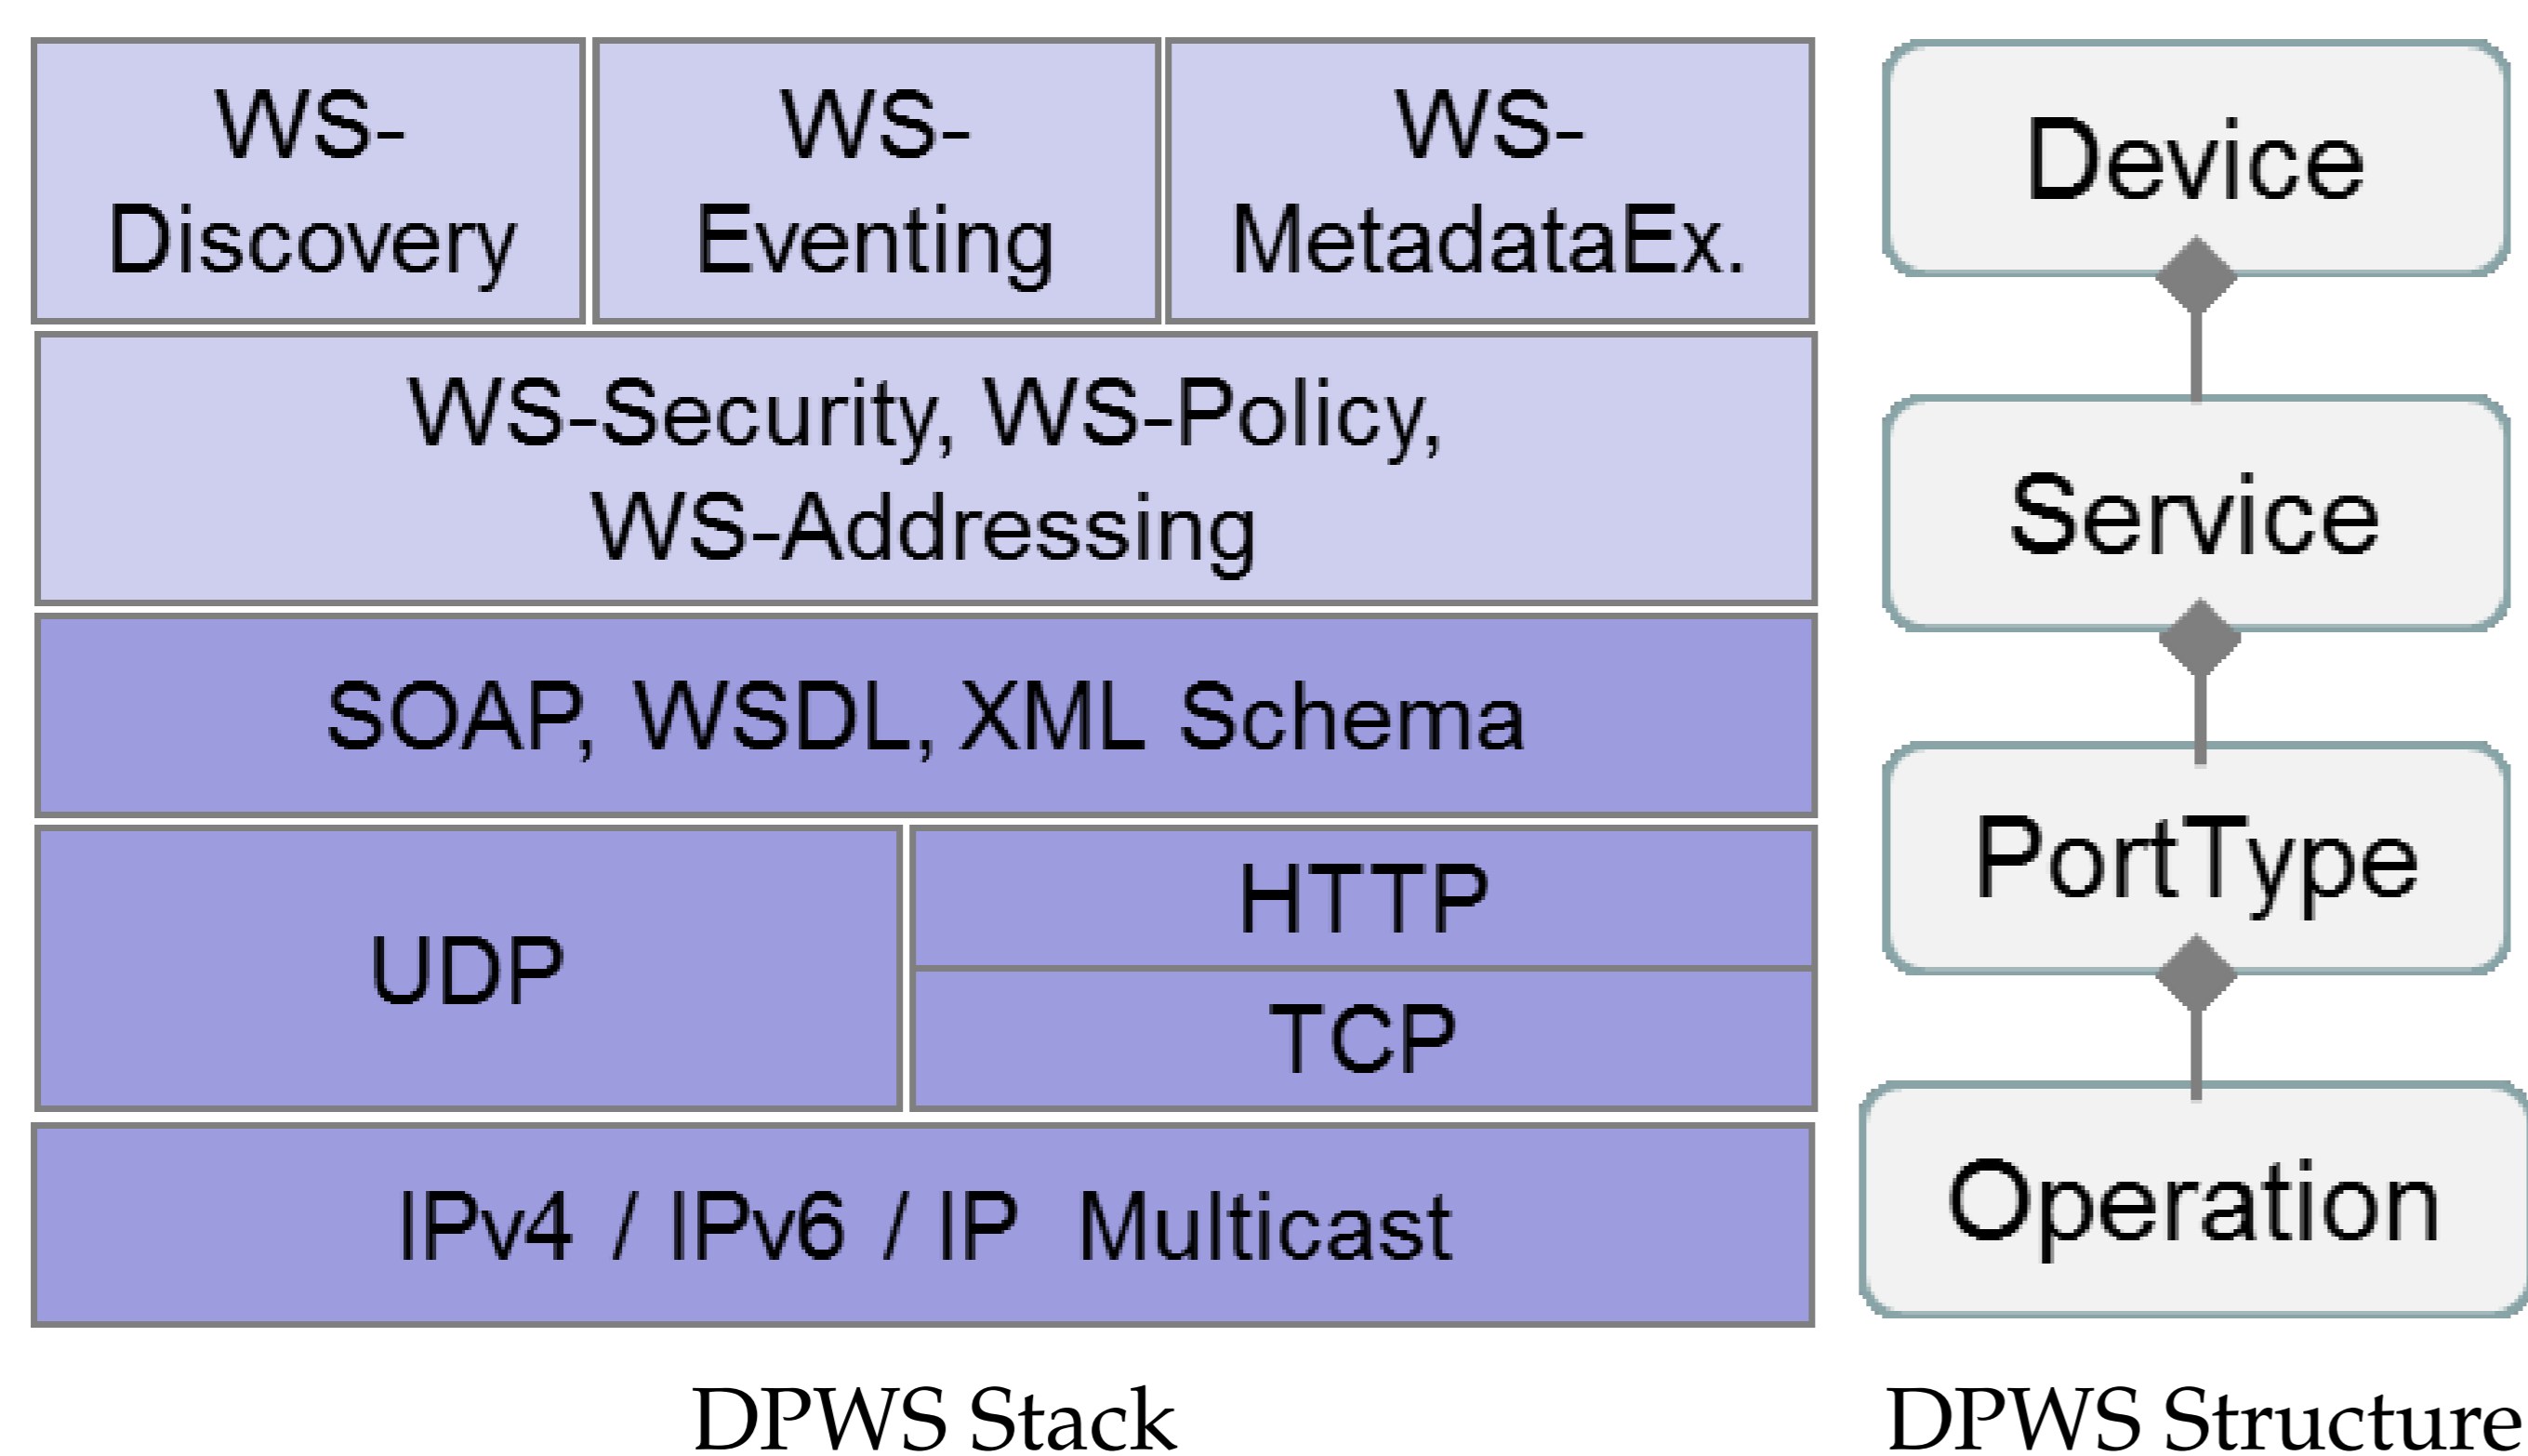 WS-
Discovery
WS-
Eventing
WS-
MetadataEx.
WS-Security, WS-Policy,
WS-Addressing
SOAP, WSDL, XML Schema
UDP
HTTP
TCP
IPv4 / IPv6 / IP Multicast
DPWS Stack
Device
Service
PortType
Operation
DPWS Structure